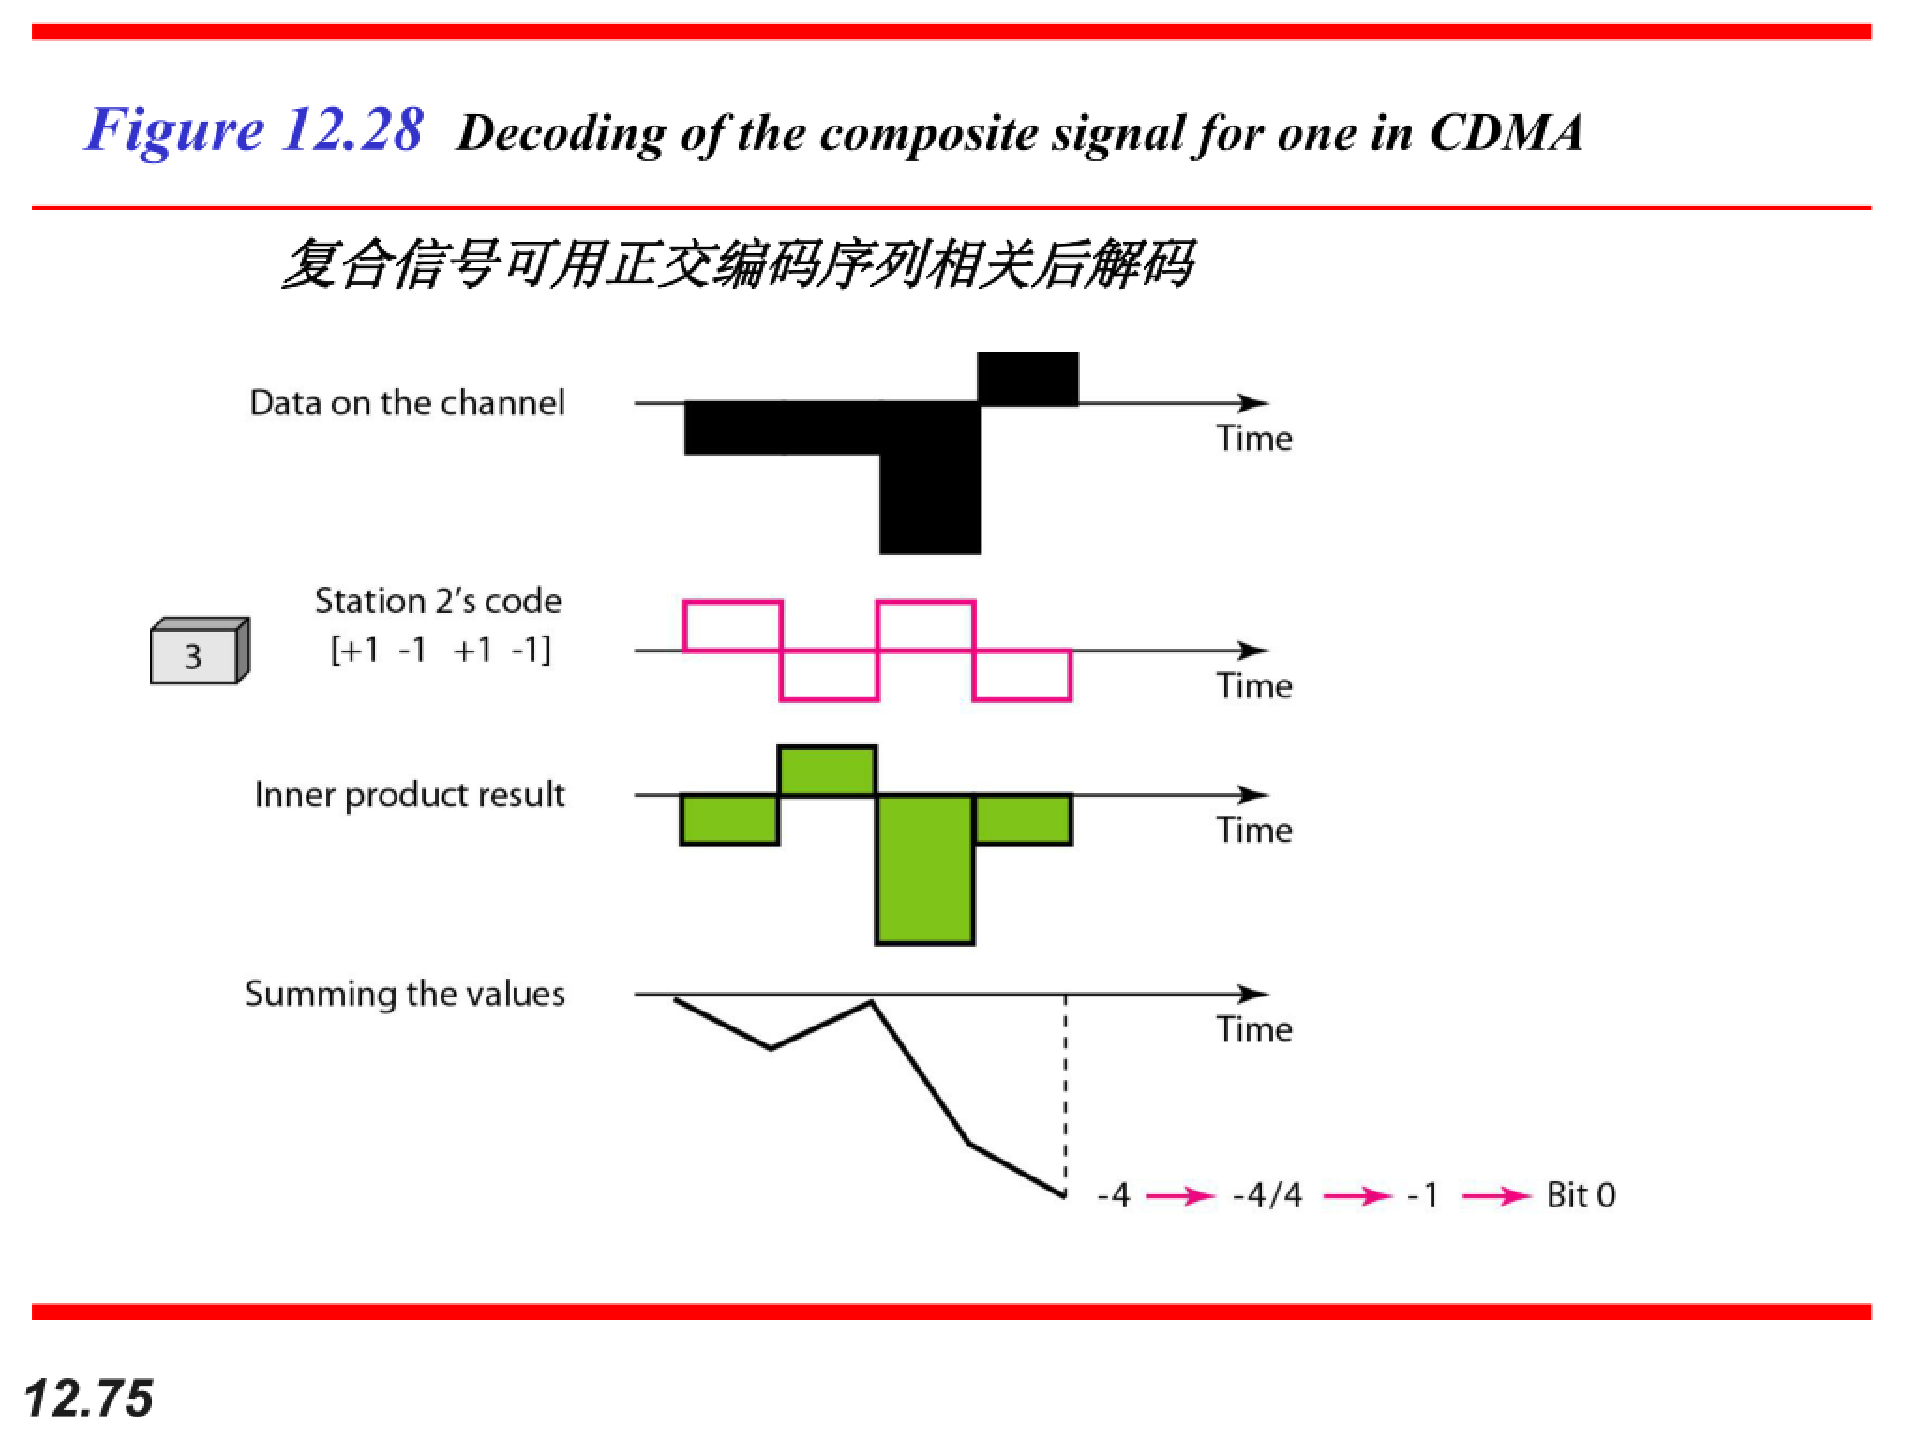 Figure 12.28 Decoding of the composite signal for one in CDMA
复合信号可用正交编码序列相关后解码
Data on the channel
Time
Station 2's code
3
[+1 -1 +1 -1]
Time
Inner product result
Time
Summing the values
Time
-4 → -4/4 → -1 → Bit 0
12.75